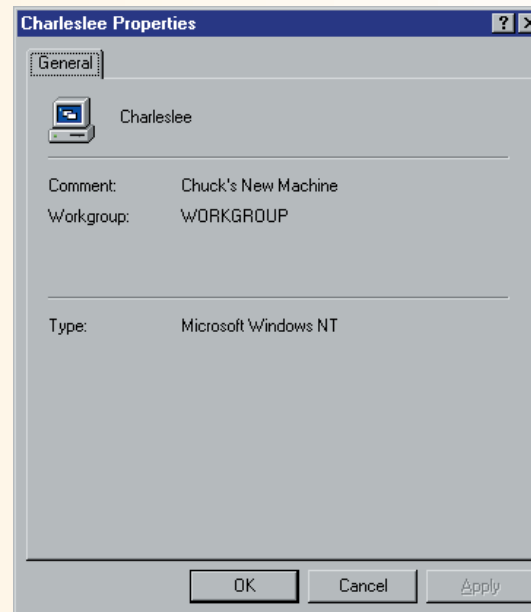 Charleslee Properties
General
Charleslee
Comment: Chuck's New Machine
Workgroup: WORKGROUP
Type: Microsoft Windows NT
OK Cancel Apply